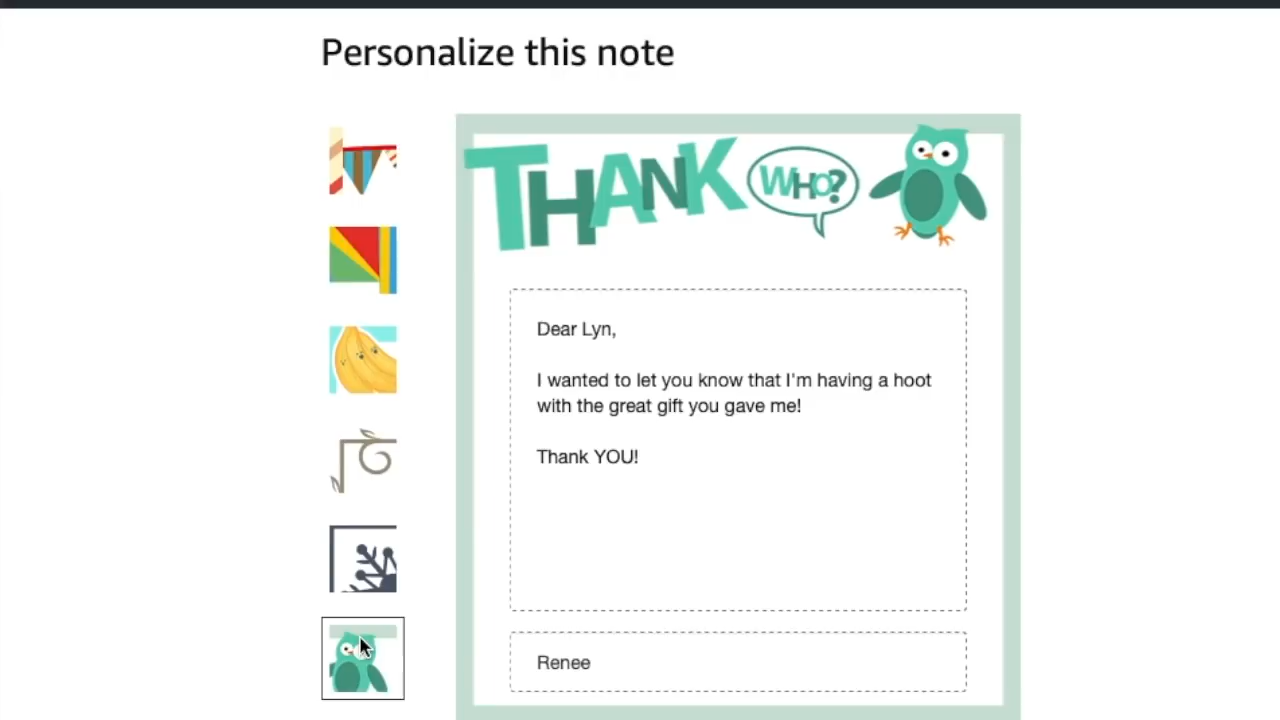 Personalize this note
THANK WHO?
Dear Lyn,
I wanted to let you know that I'm having a hoot
with the great gift you gave me!
Thank YOU!
Renee